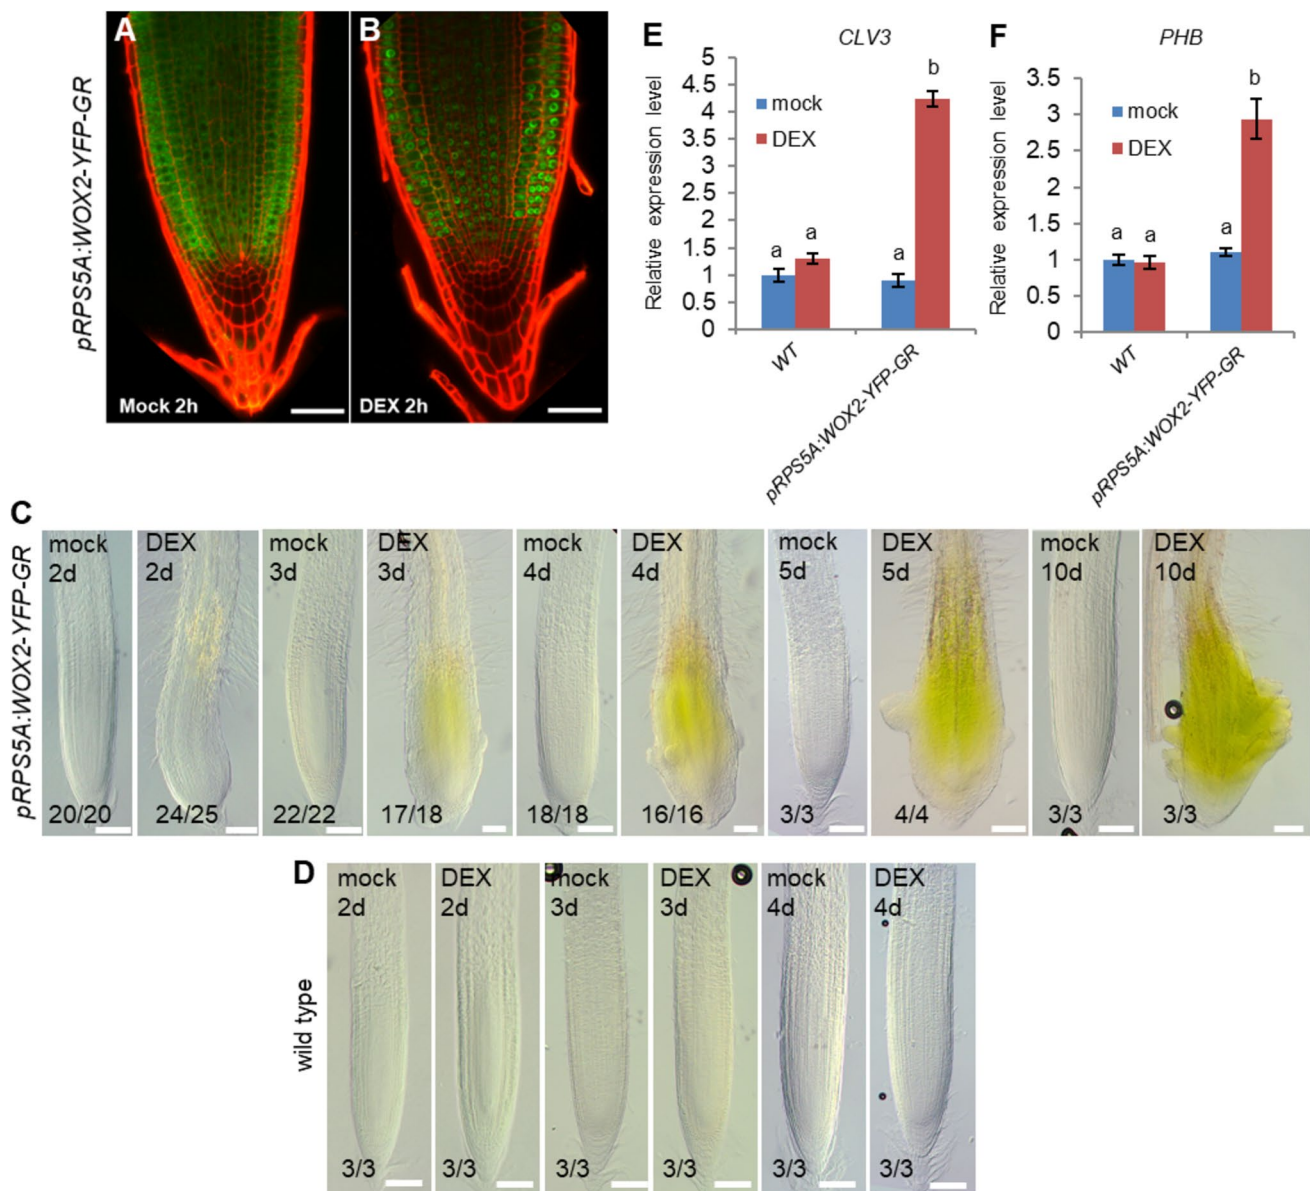 A
B
pRPS5A:WOX2-YFP-GR
Mock 2h
DEX 2h
E
CLV3
Relative expression level
5
4.5
4
3.5
3
2.5
2
1.5
1
0.5
0
mock
DEX
a
a
a
b
WT
pRPS5A:WOX2-YFP-GR
F
PHB
Relative expression level
3.5
3
2.5
2
1.5
1
0.5
0
mock
DEX
a
a
a
b
WT
pRPS5A:WOX2-YFP-GR
C
pRPS5A:WOX2-YFP-GR
mock
2d
20/20
DEX
2d
24/25
mock
3d
22/22
DEX
3d
17/18
mock
4d
18/18
DEX
4d
16/16
mock
5d
3/3
DEX
5d
4/4
mock
10d
3/3
DEX
10d
3/3
D
wild type
mock
2d
3/3
DEX
2d
3/3
mock
3d
3/3
DEX
3d
3/3
mock
4d
3/3
DEX
4d
3/3